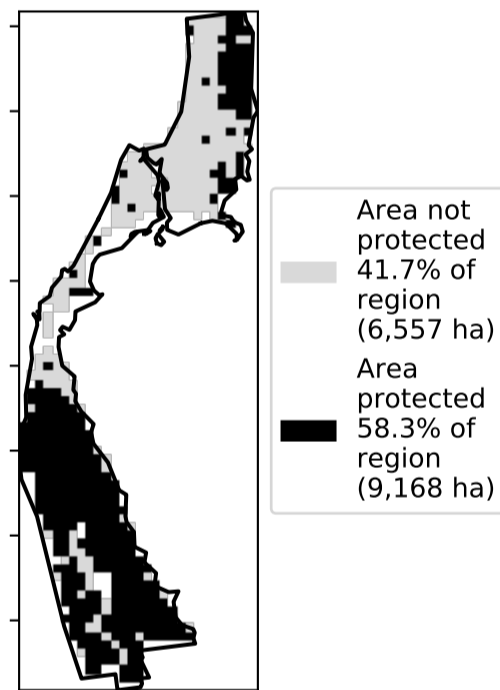 Area not
protected
41.7% of
region
(6,557 ha)
Area
protected
58.3% of
region
(9,168 ha)